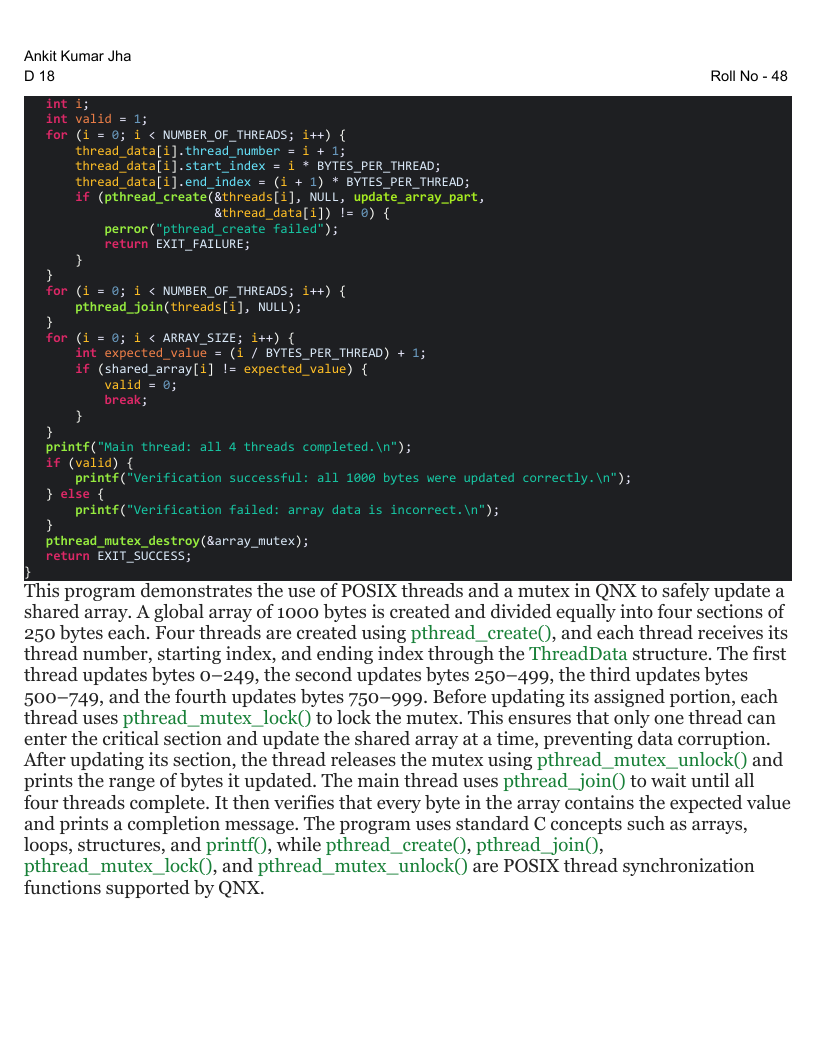 Ankit Kumar Jha
D 18
Roll No - 48
int i;
int valid = 1;
for (i = 0; i < NUMBER_OF_THREADS; i++) {
thread_data[i].thread_number = i + 1;
thread_data[i].start_index = i * BYTES_PER_THREAD;
thread_data[i].end_index = (i + 1) * BYTES_PER_THREAD;
if (pthread_create(&threads[i], NULL, update_array_part,
&thread_data[i]) != 0) {
perror("pthread_create failed");
return EXIT_FAILURE;
}
}
for (i = 0; i < NUMBER_OF_THREADS; i++) {
pthread_join(threads[i], NULL);
}
for (i = 0; i < ARRAY_SIZE; i++) {
int expected_value = (i / BYTES_PER_THREAD) + 1;
if (shared_array[i] != expected_value) {
valid = 0;
break;
}
}
printf("Main thread: all 4 threads completed.\n");
if (valid) {
printf("Verification successful: all 1000 bytes were updated correctly.\n");
} else {
printf("Verification failed: array data is incorrect.\n");
}
pthread_mutex_destroy(&array_mutex);
return EXIT_SUCCESS;
}
This program demonstrates the use of POSIX threads and a mutex in QNX to safely update a
shared array. A global array of 1000 bytes is created and divided equally into four sections of
250 bytes each. Four threads are created using pthread_create(), and each thread receives its
thread number, starting index, and ending index through the ThreadData structure. The first
thread updates bytes 0–249, the second updates bytes 250–499, the third updates bytes
500–749, and the fourth updates bytes 750–999. Before updating its assigned portion, each
thread uses pthread_mutex_lock() to lock the mutex. This ensures that only one thread can
enter the critical section and update the shared array at a time, preventing data corruption.
After updating its section, the thread releases the mutex using pthread_mutex_unlock() and
prints the range of bytes it updated. The main thread uses pthread_join() to wait until all
four threads complete. It then verifies that every byte in the array contains the expected value
and prints a completion message. The program uses standard C concepts such as arrays,
loops, structures, and printf(), while pthread_create(), pthread_join(),
pthread_mutex_lock(), and pthread_mutex_unlock() are POSIX thread synchronization
functions supported by QNX.